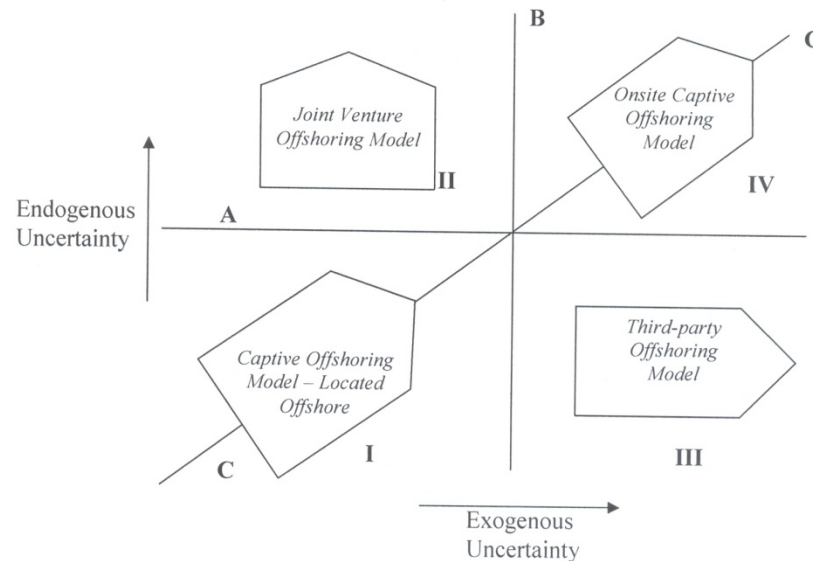 B
C
Joint Venture
Offshoring Model
II
Onsite Captive
Offshoring
Model
IV
Endogenous
Uncertainty
A
Captive Offshoring
Model – Located
Offshore
C
I
Third-party
Offshoring
Model
III
Exogenous
Uncertainty